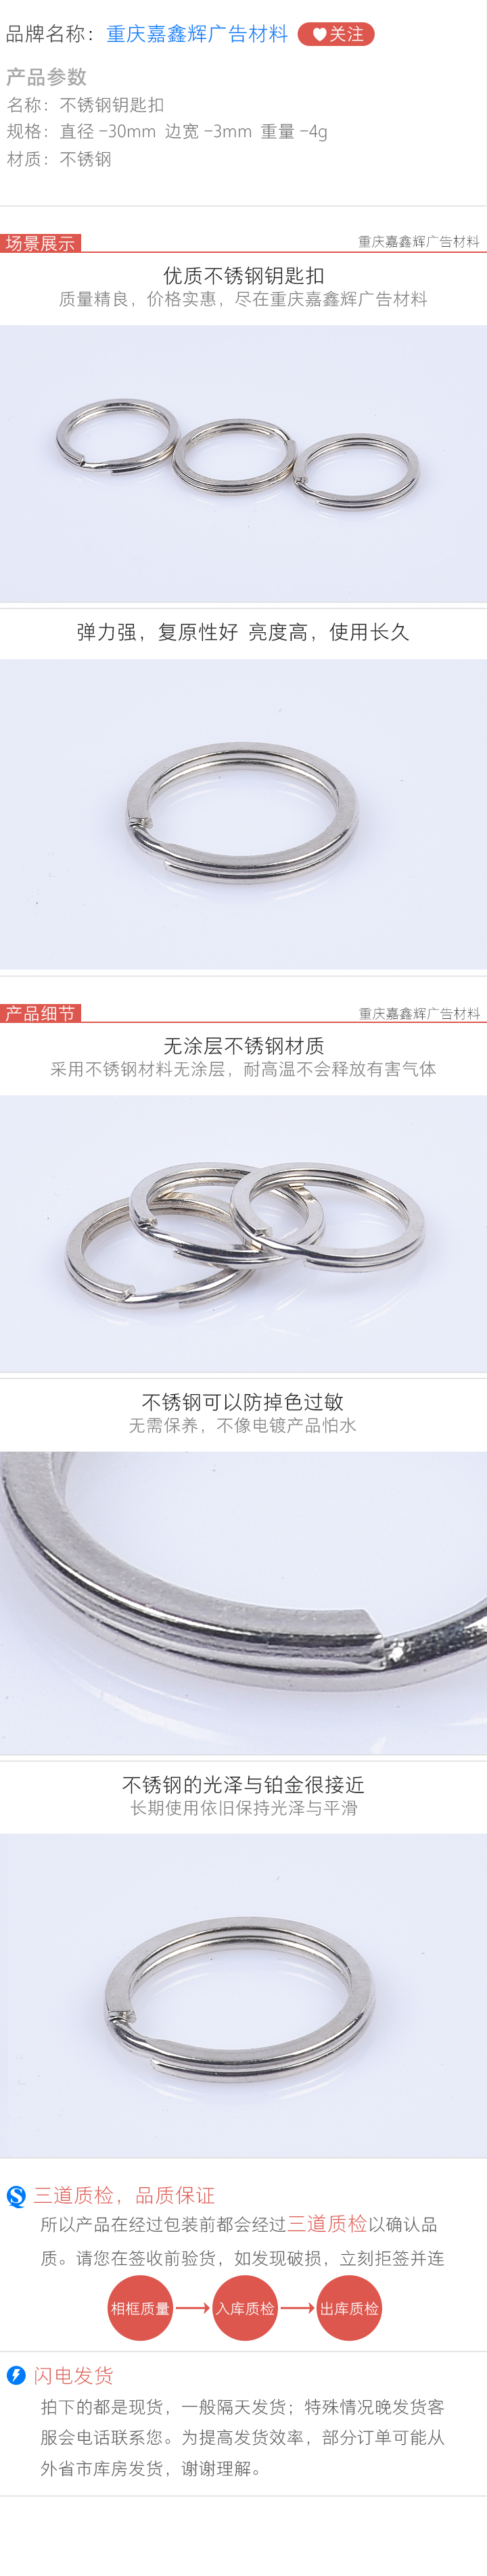 品牌名称：重庆嘉鑫辉广告材料 关注
产品参数
名称：不锈钢钥匙扣
规格：直径-30mm 边宽-3mm 重量-4g
材质：不锈钢
场景展示 重庆嘉鑫辉广告材料
优质不锈钢钥匙扣
质量精良，价格实惠，尽在重庆嘉鑫辉广告材料
弹力强，复原性好 亮度高，使用长久
产品细节 重庆嘉鑫辉广告材料
无涂层不锈钢材质
采用不锈钢材料无涂层，耐高温不会释放有害气体
不锈钢可以防掉色过敏
无需保养，不像电镀产品怕水
不锈钢的光泽与铂金很接近
长期使用依旧保持光泽与平滑
三道质检，品质保证
所以产品在经过包装前都会经过三道质检以确认品
质。请您在签收前验货，如发现破损，立刻拒签并连
相框质量 入库质检 出库质检
闪电发货
拍下的都是现货，一般隔天发货；特殊情况晚发货客
服会电话联系您。为提高发货效率，部分订单可能从
外省市库房发货，谢谢理解。